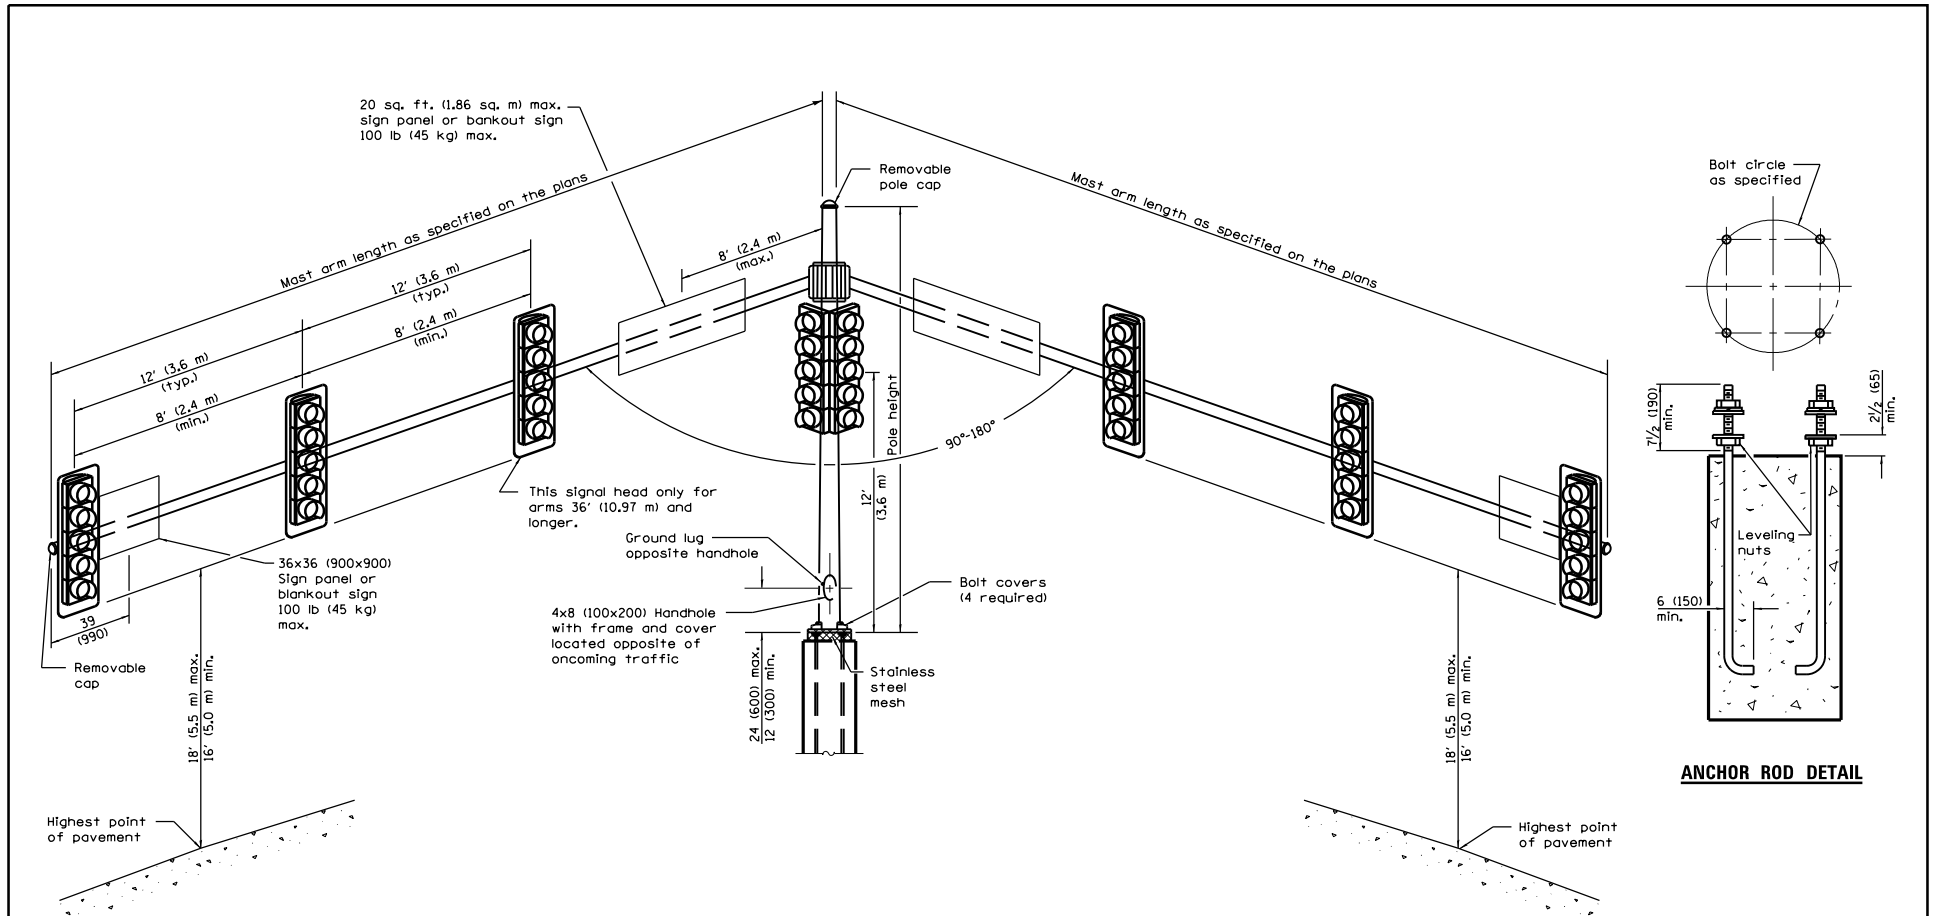 20 sq. ft. (1.86 sq. m) max.
sign panel or bankout sign
100 lb (45 kg) max.
Removable
pole cap
Mast arm length as specified on the plans
Mast arm length as specified on the plans
8' (2.4 m)
(max.)
12' (3.6 m)
(typ.)
8' (2.4 m)
(min.)
12' (3.6 m)
(typ.)
8' (2.4 m)
(min.)
Pole height
90°-180°
12'
(3.6 m)
This signal head only for
arms 36' (10.97 m) and
longer.
Ground lug
opposite handhole
36x36 (900x900)
Sign panel or
blankout sign
100 lb (45 kg)
max.
4x8 (100x200) Handhole
with frame and cover
located opposite of
oncoming traffic
Bolt covers
(4 required)
39
(990)
Removable
cap
Stainless
steel
mesh
24 (600) max.
12 (300) min.
18' (5.5 m) max.
16' (5.0 m) min.
18' (5.5 m) max.
16' (5.0 m) min.
Highest point
of pavement
Highest point
of pavement
Bolt circle
as specified
7 1/2 (190)
min.
2 1/2 (65)
min.
Leveling
nuts
6 (150)
min.
ANCHOR ROD DETAIL